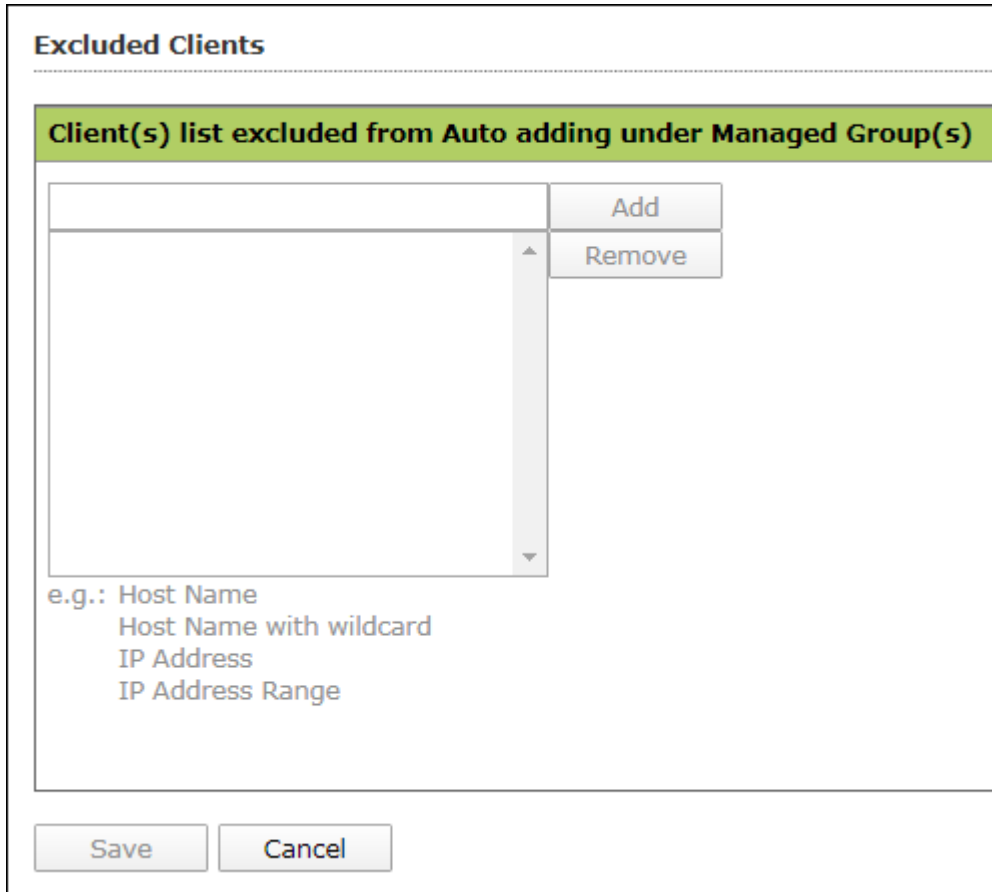 Excluded Clients
Client(s) list excluded from Auto adding under Managed Group(s)
Add
Remove
e.g.: Host Name
Host Name with wildcard
IP Address
IP Address Range
Save Cancel